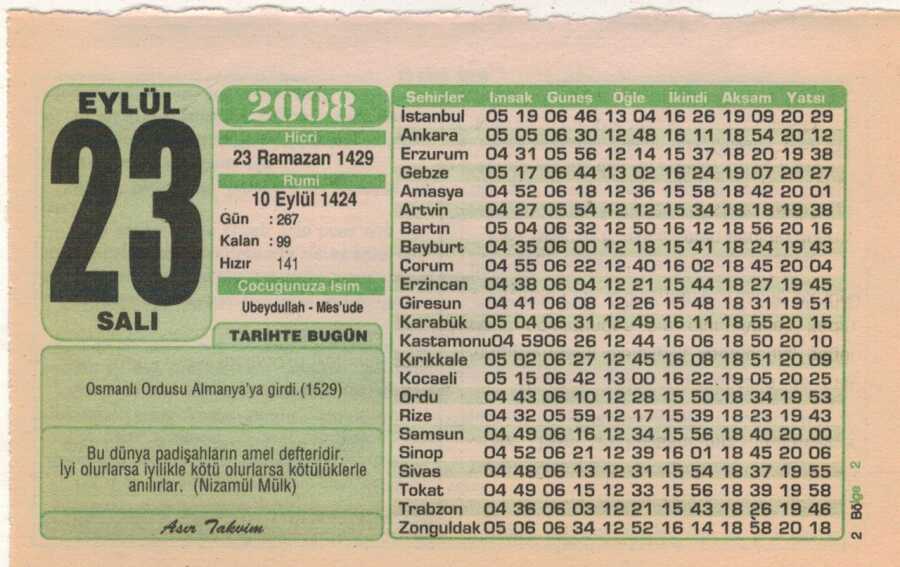 EYLÜL
23
SALI
2008
Hicri
23 Ramazan 1429
Rumi
10 Eylül 1424
Gün : 267
Kalan : 99
Hızır 141
Çocuğunuza İsim
Ubeydullah - Mes'ude
TARİHTE BUGÜN
Osmanlı Ordusu Almanya'ya girdi.(1529)
Bu dünya padişahların amel defteridir.
İyi olurlarsa iyilikle kötü olurlarsa kötülüklerle
anılırlar. (Nizamül Mülk)
Asır Takvim
Şehirler İmsak Güneş Öğle İkindi Akşam Yatsı
İstanbul 05 19 06 46 13 04 16 26 19 09 20 29
Ankara 05 05 06 30 12 48 16 11 18 54 20 12
Erzurum 04 31 05 56 12 14 15 37 18 20 19 38
Gebze 05 17 06 44 13 02 16 24 19 07 20 27
Amasya 04 52 06 18 12 36 15 58 18 42 20 01
Artvin 04 27 05 54 12 12 15 34 18 18 19 38
Bartın 05 04 06 32 12 50 16 12 18 56 20 16
Bayburt 04 35 06 00 12 18 15 41 18 24 19 43
Çorum 04 55 06 22 12 40 16 02 18 45 20 04
Erzincan 04 38 06 04 12 21 15 44 18 27 19 45
Giresun 04 41 06 08 12 26 15 48 18 31 19 51
Karabük 05 04 06 31 12 49 16 11 18 55 20 15
Kastamonu04 5906 26 12 44 16 06 18 50 20 10
Kırıkkale 05 02 06 27 12 45 16 08 18 51 20 09
Kocaeli 05 15 06 42 13 00 16 22 19 05 20 25
Ordu 04 43 06 10 12 28 15 50 18 34 19 53
Rize 04 32 05 59 12 17 15 39 18 23 19 43
Samsun 04 49 06 16 12 34 15 56 18 40 20 00
Sinop 04 52 06 21 12 39 16 01 18 45 20 06
Sivas 04 48 06 13 12 31 15 54 18 37 19 55
Tokat 04 49 06 15 12 33 15 56 18 39 19 58
Trabzon 04 36 06 03 12 21 15 43 18 26 19 46
Zonguldak 05 06 06 34 12 52 16 14 18 58 20 18
2 Bölge 2